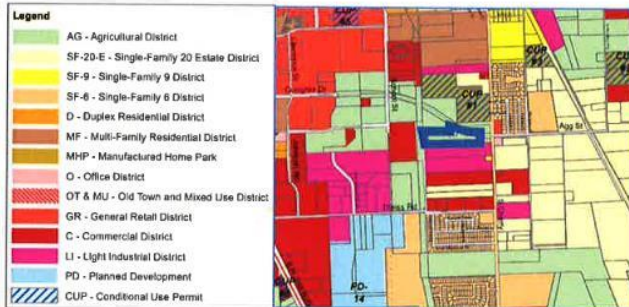 Legend
AG - Agricultural District
SF-20-E - Single-Family 20 Estate District
SF-9 - Single-Family 9 District
SF-6 - Single-Family 6 District
D - Duplex Residential District
MF - Multi-Family Residential District
MHP - Manufactured Home Park
O - Office District
OT & MU - Old Town and Mixed Use District
GR - General Retail District
C - Commercial District
LI - Light Industrial District
PD - Planned Development
CUP - Conditional Use Permit
CUP
Agg St
PD-
14